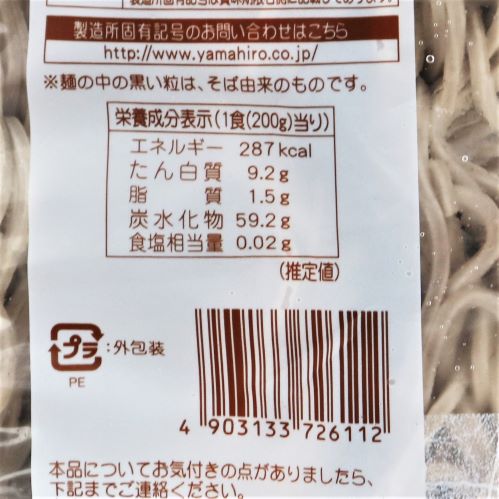 製造所固有記号のお問い合わせはこちら
http://www.yamahiro.co.jp/
※麺の中の黒い粒は、そば由来のものです。
栄養成分表示(1食(200g)当り)
エネルギー 287kcal
たん白質 9.2g
脂質 1.5g
炭水化物 59.2g
食塩相当量 0.02g
(推定値)
プラ :外包装
PE
4 903133 726112
本品についてお気付きの点がありましたら、
下記までご連絡ください。